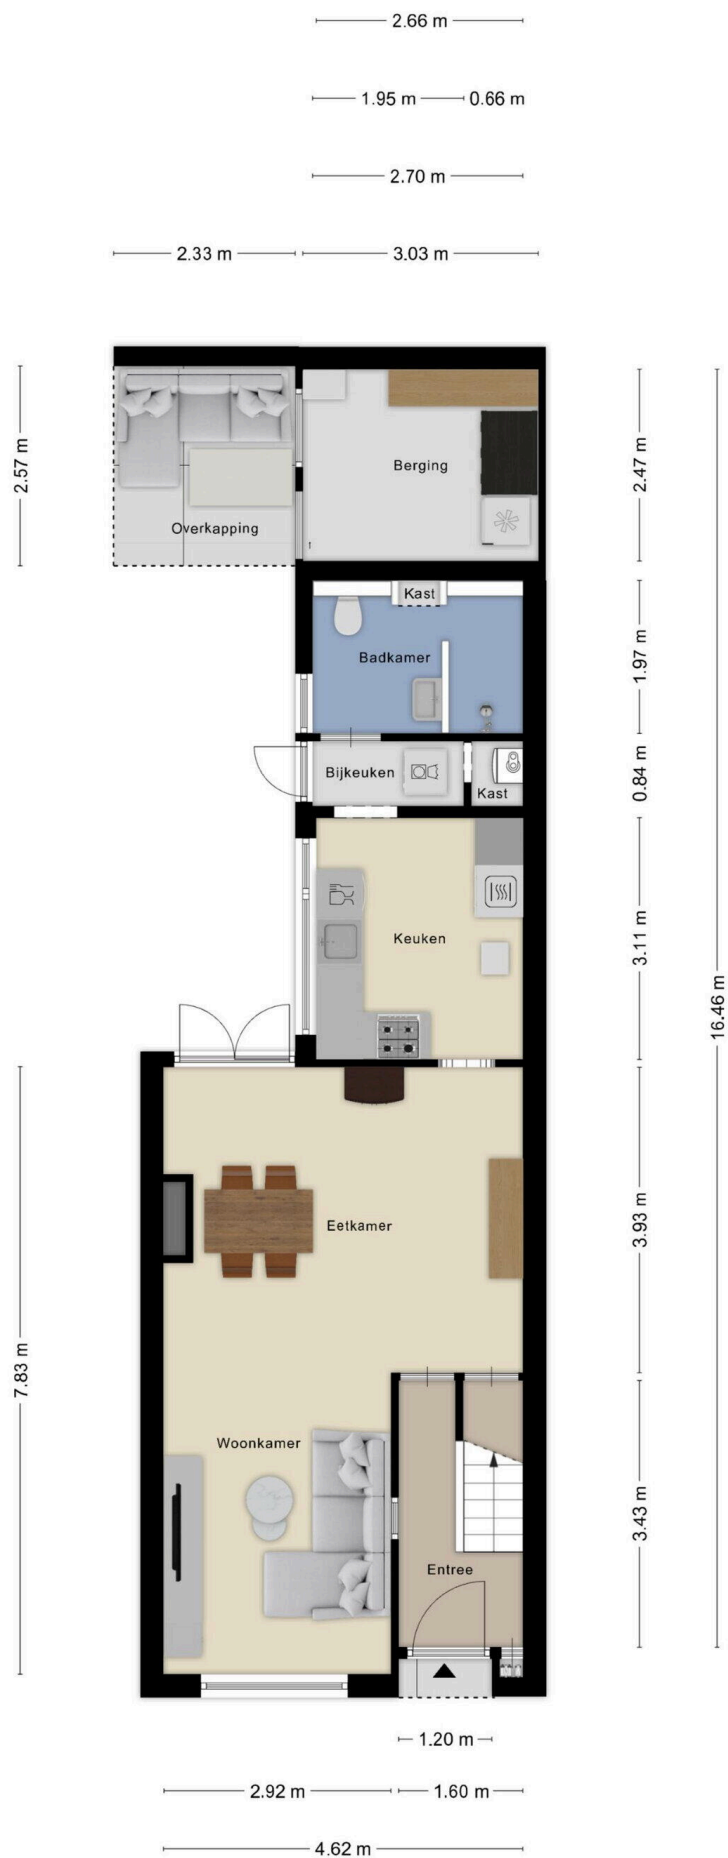 2.66 m
1.95 m
0.66 m
2.70 m
2.33 m
3.03 m
2.57 m
Berging
2.47 m
Overkapping
Kast
Badkamer
1.97 m
Bijkeuken
Kast
0.84 m
Keuken
3.11 m
16.46 m
Eetkamer
3.93 m
7.83 m
Woonkamer
3.43 m
Entree
1.20 m
2.92 m
1.60 m
4.62 m